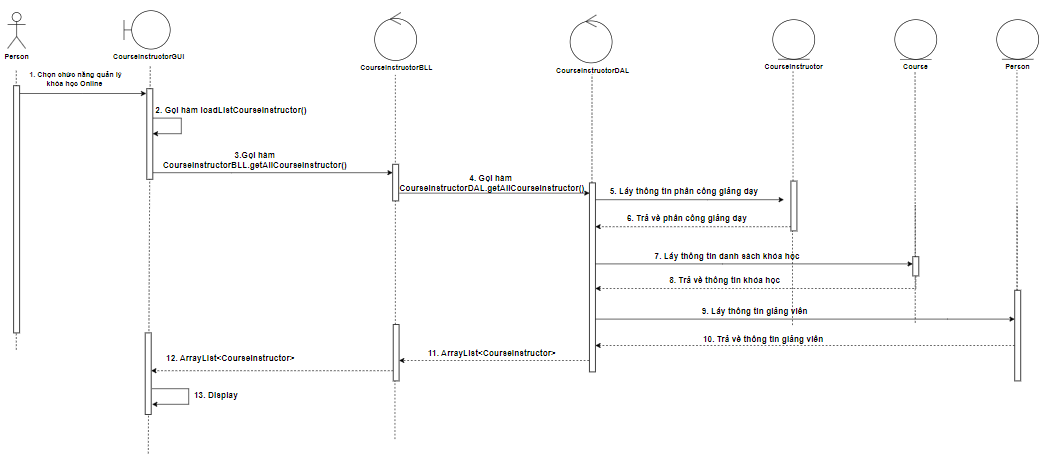 Person
CourseInstructorGUI
CourseInstructorBLL
CourseInstructorDAL
CourseInstructor
Course
Person
1. Chọn chức năng quản lý
khóa học Online
2. Gọi hàm loadListCourseInstructor()
3.Gọi hàm
CourseInstructorBLL.getAllCourseInstructor()
4. Gọi hàm
CourseInstructorDAL.getAllCourseInstructor()
5. Lấy thông tin phân công giảng dạy
6. Trả về phân công giảng dạy
7. Lấy thông tin danh sách khóa học
8. Trả về thông tin khóa học
9. Lấy thông tin giảng viên
10. Trả về thông tin giảng viên
11. ArrayList<CourseInstructor>
12. ArrayList<CourseInstructor>
13. Display